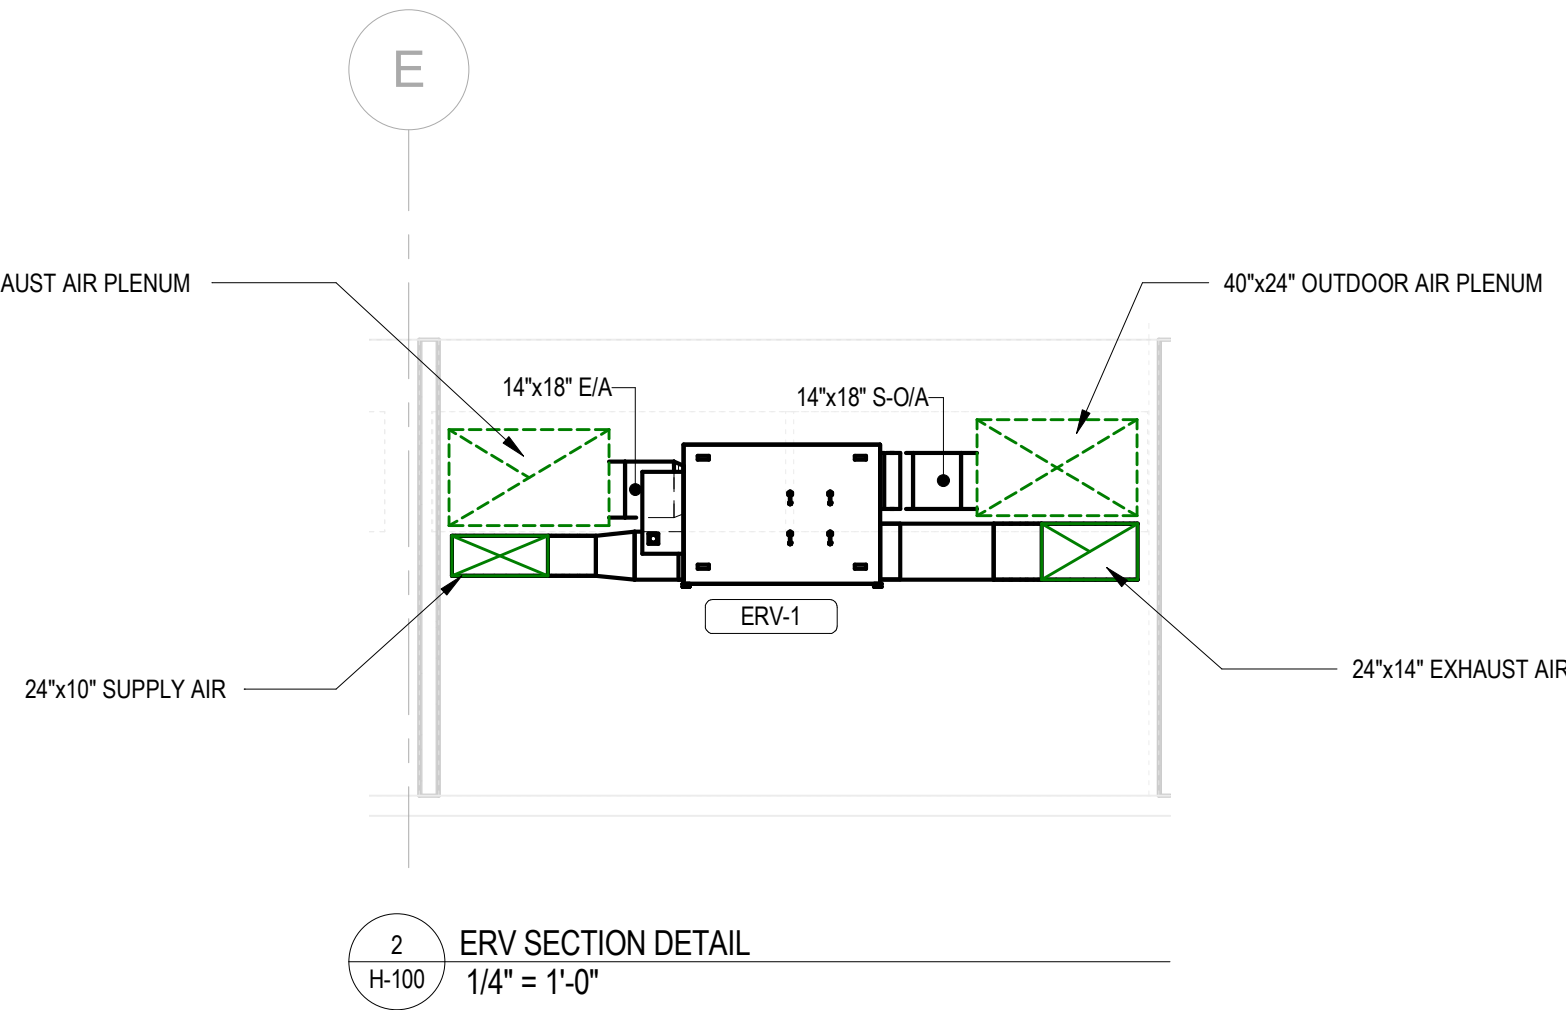 E
AUST AIR PLENUM
40"x24" OUTDOOR AIR PLENUM
14"x18" E/A
14"x18" S-O/A
ERV-1
24"x14" EXHAUST AIR
24"x10" SUPPLY AIR
2
ERV SECTION DETAIL
H-100
1/4" = 1'-0"